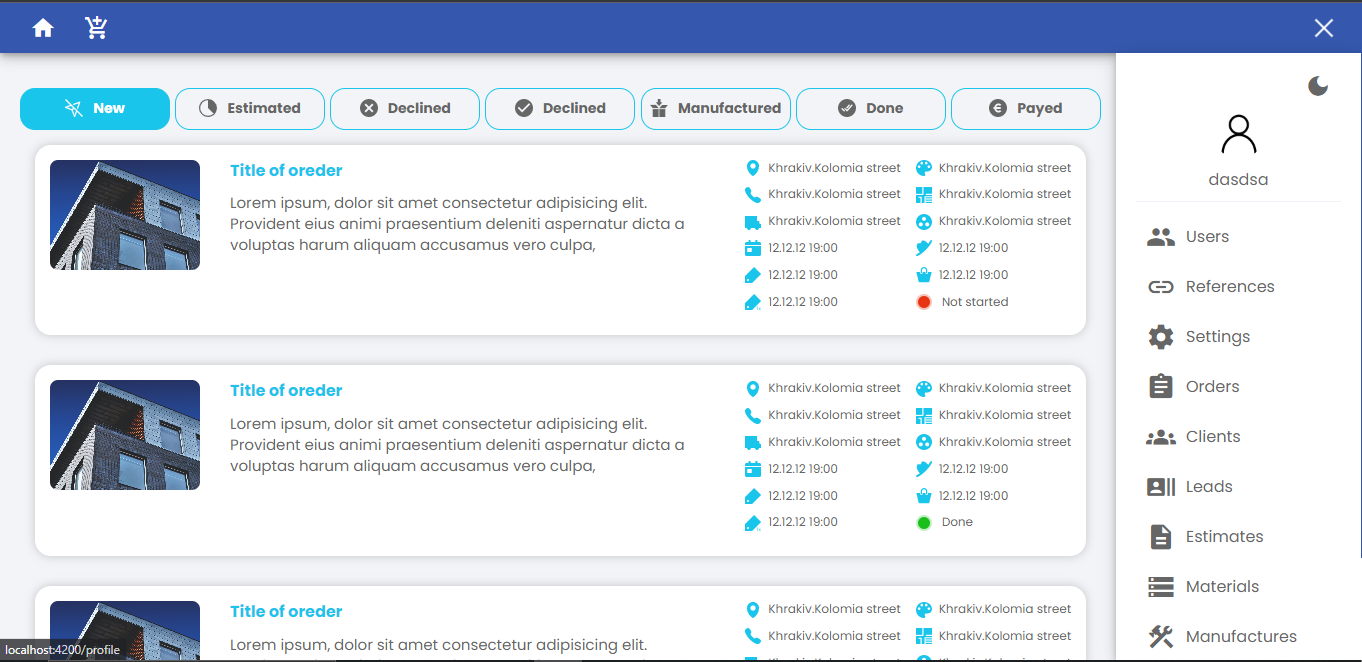 New
Estimated
Declined
Declined
Manufactured
Done
Payed
Title of oreder
Lorem ipsum, dolor sit amet consectetur adipisicing elit.
Provident eius animi praesentium deleniti aspernatur dicta a
voluptas harum aliquam accusamus vero culpa,
Khrakiv.Kolomia street
Khrakiv.Kolomia street
Khrakiv.Kolomia street
Khrakiv.Kolomia street
Khrakiv.Kolomia street
Khrakiv.Kolomia street
12.12.12 19:00
12.12.12 19:00
12.12.12 19:00
12.12.12 19:00
12.12.12 19:00
Not started
Title of oreder
Lorem ipsum, dolor sit amet consectetur adipisicing elit.
Provident eius animi praesentium deleniti aspernatur dicta a
voluptas harum aliquam accusamus vero culpa,
Khrakiv.Kolomia street
Khrakiv.Kolomia street
Khrakiv.Kolomia street
Khrakiv.Kolomia street
Khrakiv.Kolomia street
Khrakiv.Kolomia street
12.12.12 19:00
12.12.12 19:00
12.12.12 19:00
12.12.12 19:00
12.12.12 19:00
Done
Title of oreder
Lorem ipsum, dolor sit amet consectetur adipisicing elit.
Khrakiv.Kolomia street
Khrakiv.Kolomia street
Khrakiv.Kolomia street
Khrakiv.Kolomia street
localhost:4200/profile
dasdsa
Users
References
Settings
Orders
Clients
Leads
Estimates
Materials
Manufactures